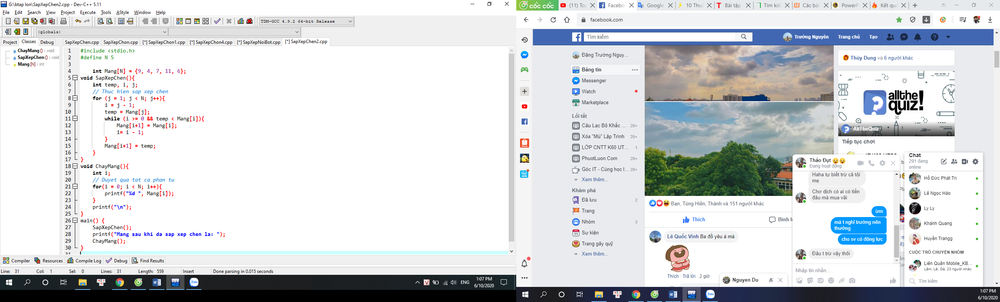 G:\btap lon\SapXepChen2.cpp - Dev-C++ 5.11
File Edit Search View Project Execute Tools AStyle Window Help
TDM-GCC 4.9.2 64-bit Release
(globals)
Project Classes Debug
SapXepChen.cpp SapXepChon.cpp [*] SapXepChon1.cpp [*] SapXepChon4.cpp [*] SapXepNoiBot.cpp [*] SapXepChen2.cpp
ChayMang () : void
SapXepChen () : void
Mang [N] : int
1 #include <stdio.h>
2 #define N 5
3
4 int Mang[N] = {9, 4, 7, 11, 6};
5 void SapXepChen(){
6 int temp, i, j;
7 // Thuc hien sap xep chen
8 for (j = 1; j < N; j++){
9 i = j - 1;
10 temp = Mang[j];
11 while (i >= 0 && temp < Mang[i]){
12 Mang[i+1] = Mang[i];
13 i= i - 1;
14 }
15 Mang[i+1] = temp;
16 }
17 }
18 void ChayMang(){
19 int i;
20 // Duyet qua tat ca phan tu
21 for(i = 0; i < N; i++){
22 printf("%d ", Mang[i]);
23 }
24 printf("\n");
25 }
26 main() {
27 SapXepChen();
28 printf("Mang sau khi da sap xep chen la: ");
29 ChayMang();
30 }
31
Compiler Resources Compile Log Debug Find Results
Line: 31 Col: 1 Sel: 0 Lines: 31 Length: 559 Insert Done parsing in 0.015 seconds
ENG
1:07 PM
6/10/2020
CỐC CỐC
(11) Top
Facebo
Google
10 Thu
Bài tập
Tìm kiế
Các bài
PowerP
Kết quả
facebook.com
Tìm kiếm
Trường Nguyên Trang chủ Tạo
Đặng Trường Nguy...
Bảng tin
Messenger
Watch
Marketplace
Lối tắt
Câu Lạc Bộ Khắc ... 20+
Xóa "Mù" Lập Trình 20+
LỚP CNTT K60 UT... 1
PhuotLuon.Com 20+
Góc IT - Cùng học l... 20+
Xem thêm...
Khám phá
Đã lưu 2
Trang
Nhóm 3
Sự kiện
Trang gây quỹ
Xem thêm...
Bạn, Tùng Hiền, Thành và 151 người khác
Thích
Bình l
Lê Quốc Vinh Ba đồ yêu á mà
Thích · Trả lời · 2 giờ
Nguyen Du
Thùy Dung và 6 người khác
allthe quiz!
AllTheQuiz
Tiếp tục chơi
Thảo Đụt
Đang hoạt động
Haha tự biết trừ cả tội
mẹ
Chơ dịch có ai có tiền
đâu mà mua vãi
ừm
mà t nghĩ trường nên
thưởng
cho sv có động lực
Đâu t trừ vậy thôi
Nhập tin nhắn...
Chat
291 đang
online
Hồ Đức Phát Tri
Lê Ngọc Hảo
Ly Ly
Khánh Quang
Huyền Trangg
CUỘC TRÒ CHUYỆN NHÓM
Liên Quân Mobile_KB...
Lâm, Lê, Gà, 23 người khác
Tìm kiếm
1:07 PM
6/10/2020